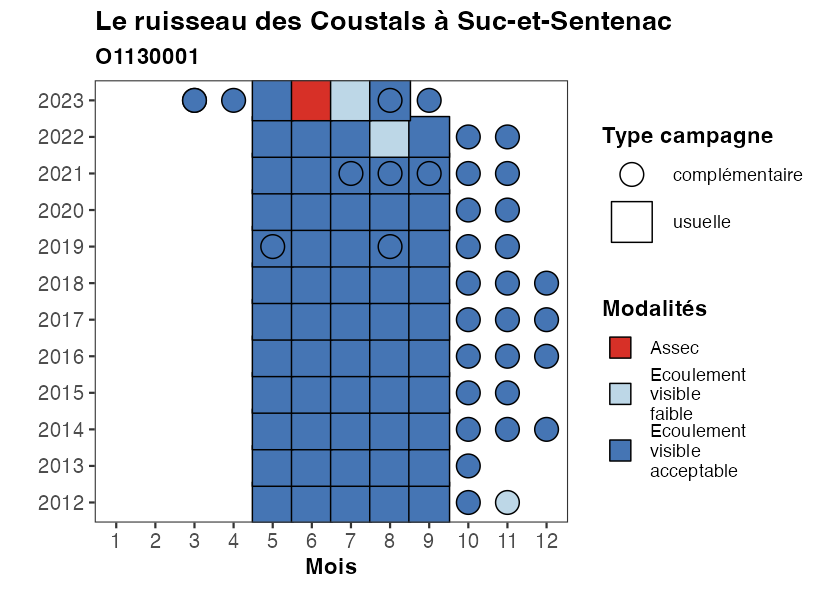 Le ruisseau des Coustals à Suc-et-Sentenac
O1130001
2023
2022
2021
2020
2019
2018
2017
2016
2015
2014
2013
2012
1 2 3 4 5 6 7 8 9 10 11 12
Mois
Type campagne
complémentaire
usuelle
Modalités
Assec
Ecoulement
visible
faible
Ecoulement
visible
acceptable